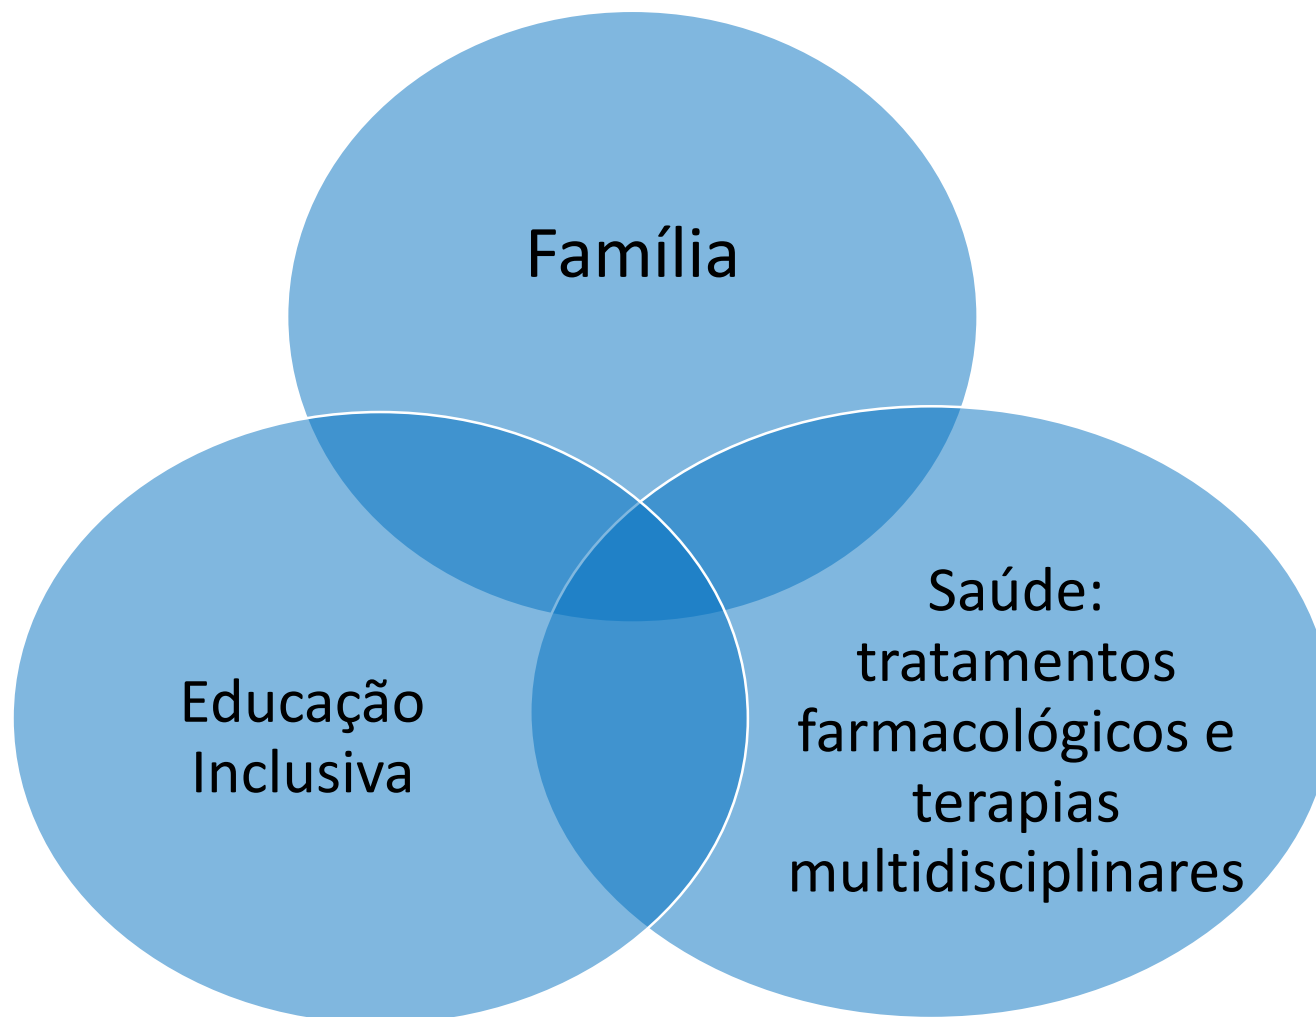 Família
Educação
Inclusiva
Saúde:
tratamentos
farmacológicos e
terapias
multidisciplinares